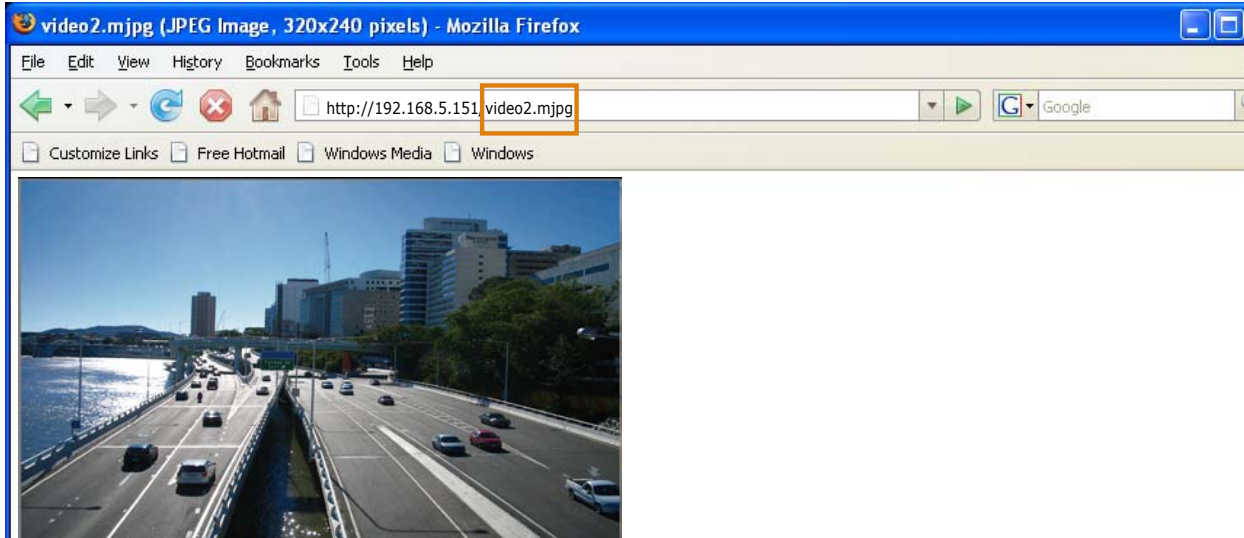 video2.mjpg (JPEG Image, 320x240 pixels) - Mozilla Firefox
File Edit View History Bookmarks Tools Help
http://192.168.5.151/video2.mjpg G Google
Customize Links Free Hotmail Windows Media Windows